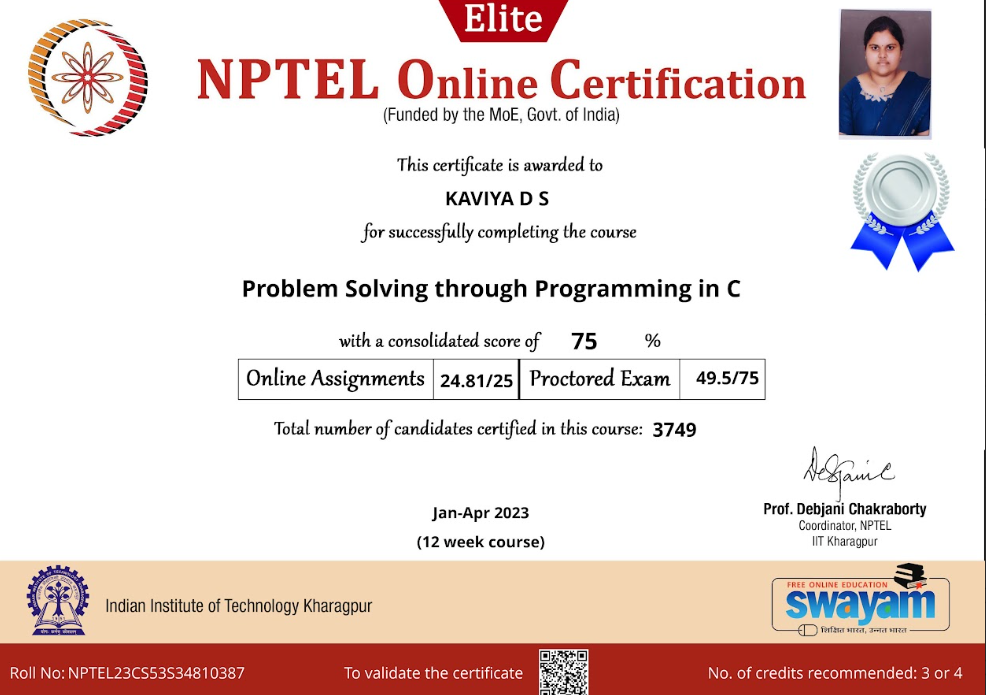 Elite
NPTEL Online Certification
(Funded by the MoE, Govt. of India)
This certificate is awarded to
KAVIYA D S
for successfully completing the course
Problem Solving through Programming in C
with a consolidated score of 75 %
Online Assignments 24.81/25 Proctored Exam 49.5/75
Total number of candidates certified in this course: 3749
Prof. Debjani Chakraborty
Coordinator, NPTEL
IIT Kharagpur
Jan-Apr 2023
(12 week course)
Indian Institute of Technology Kharagpur
FREE ONLINE EDUCATION
swayam
शिक्षित भारत, उन्नत भारत
Roll No: NPTEL23CS53S34810387 To validate the certificate No. of credits recommended: 3 or 4